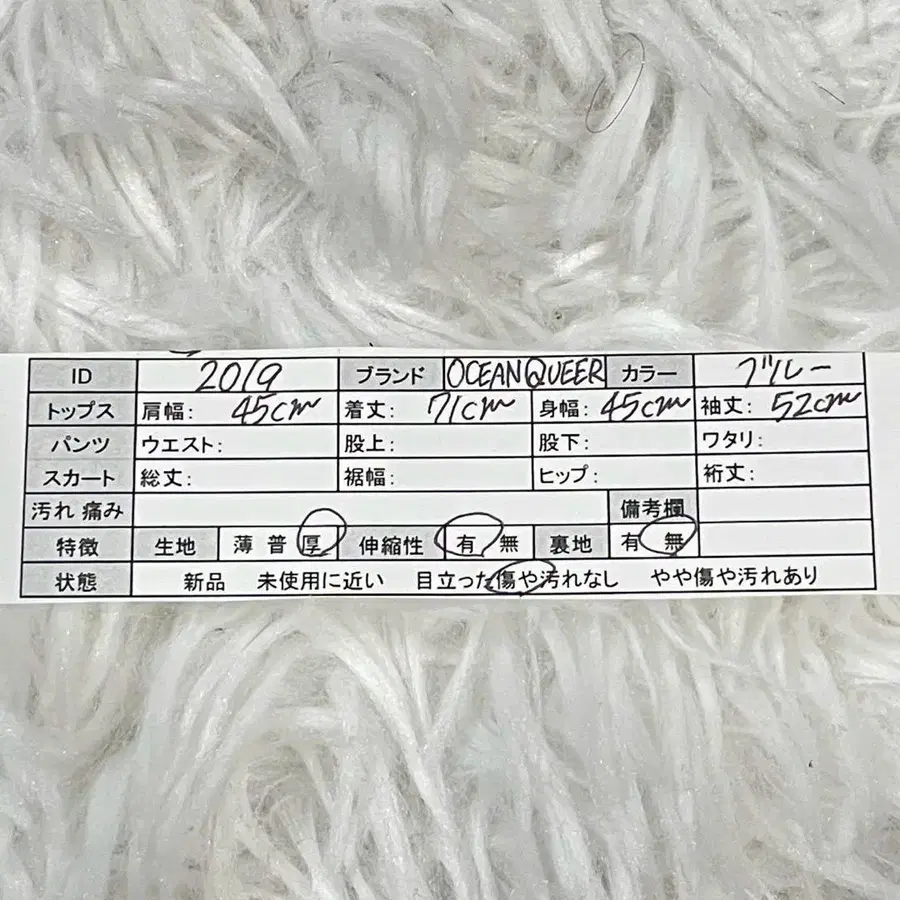 ID 2019 ブランド OCEANQUEER カラー ブルー
トップス 肩幅: 45cm 着丈: 71cm 身幅: 45cm 袖丈: 52cm
パンツ ウエスト: 股上: 股下: ワタリ:
スカート 総丈: 裾幅: ヒップ: 裄丈:
汚れ 痛み 備考欄
特徴 生地 薄 普 厚 伸縮性 有 無 裏地 有 無
状態 新品 未使用に近い 目立った傷や汚れなし やや傷や汚れあり